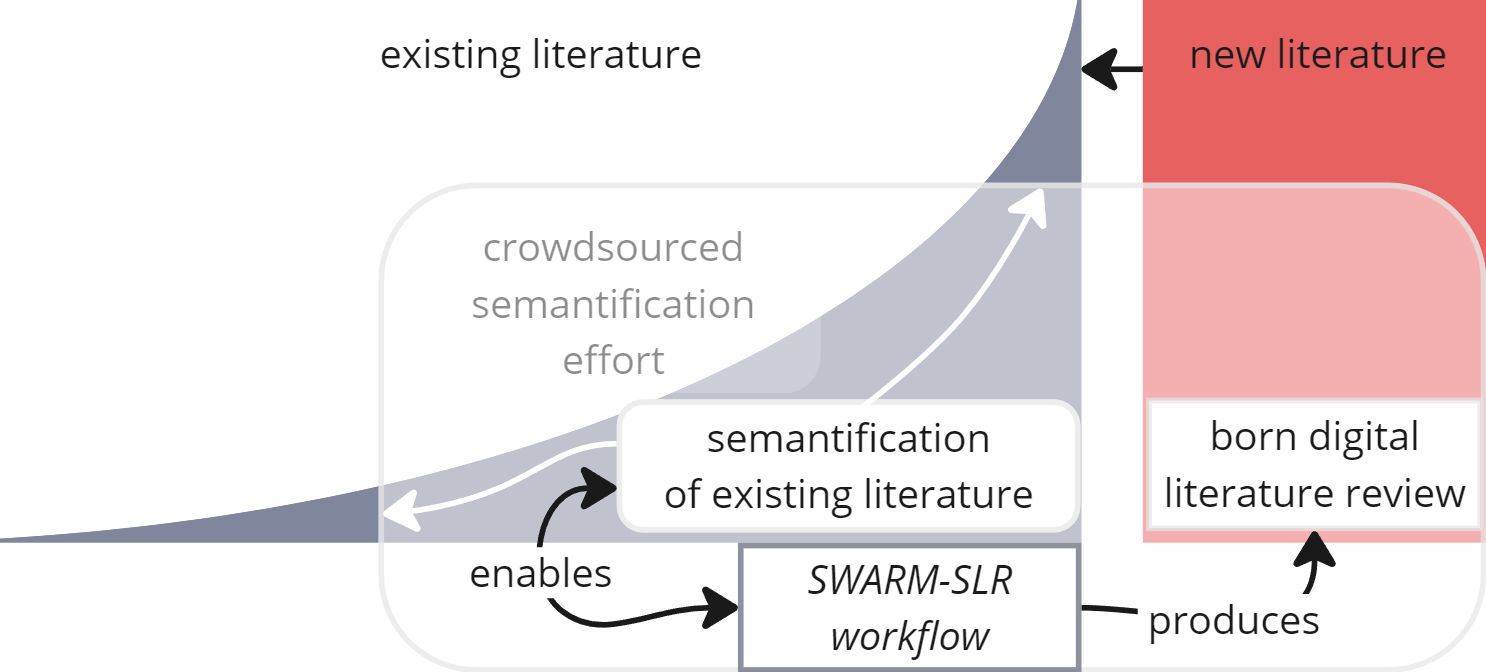 existing literature
new literature
crowdsourced
semantification
effort
semantification
of existing literature
born digital
literature review
enables
SWARM-SLR
workflow
produces